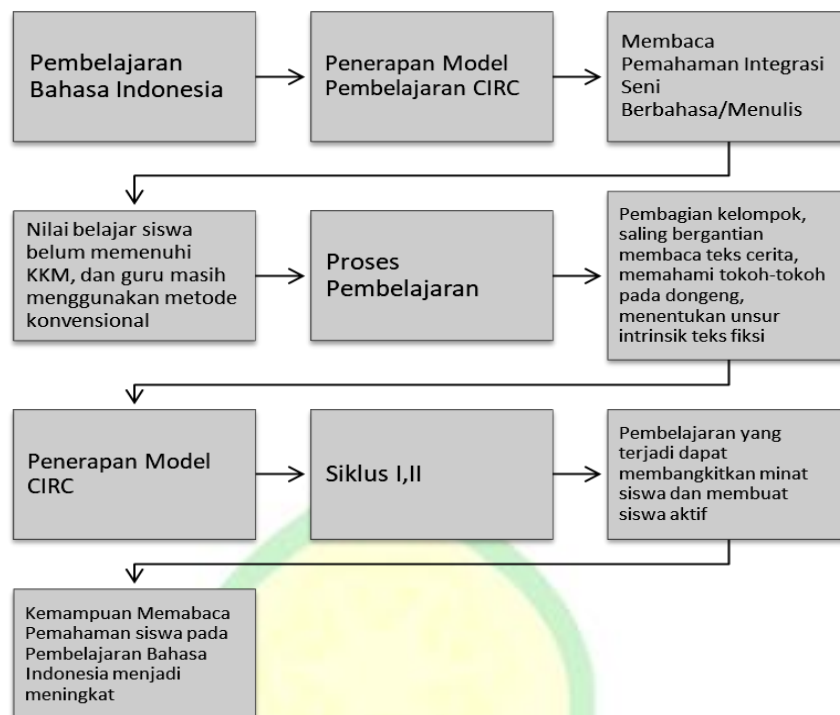 Pembelajaran
Bahasa Indonesia
Penerapan Model
Pembelajaran CIRC
Membaca
Pemahaman Integrasi
Seni
Berbahasa/Menulis
Nilai belajar siswa
belum memenuhi
KKM, dan guru masih
menggunakan metode
konvensional
Proses
Pembelajaran
Pembagian kelompok,
saling bergantian
membaca teks cerita,
memahami tokoh-tokoh
pada dongeng,
menentukan unsur
intrinsik teks fiksi
Penerapan Model
CIRC
Siklus I,II
Pembelajaran yang
terjadi dapat
membangkitkan minat
siswa dan membuat
siswa aktif
Kemampuan Memabaca
Pemahaman siswa pada
Pembelajaran Bahasa
Indonesia menjadi
meningkat